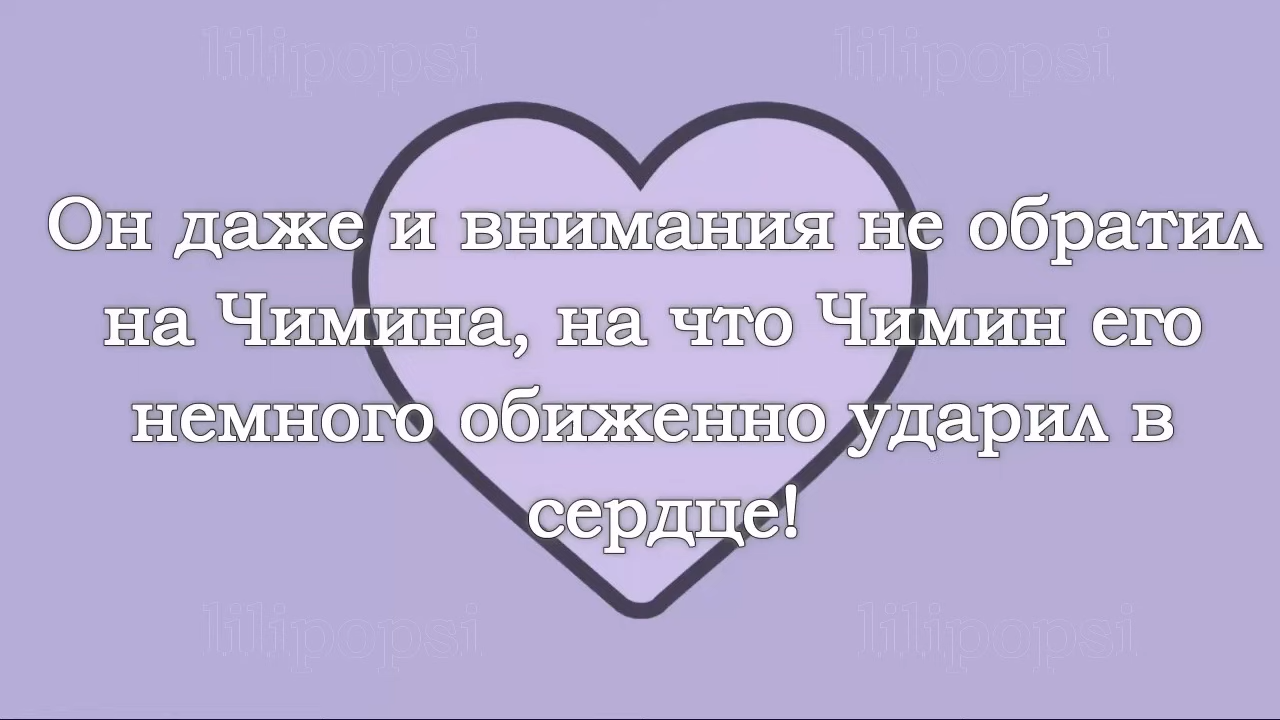 lilipopsi lilipopsi
Он даже и внимания не обратил
на Чимина, на что Чимин его
немного обиженно ударил в
сердце!
lilipopsi lilipopsi